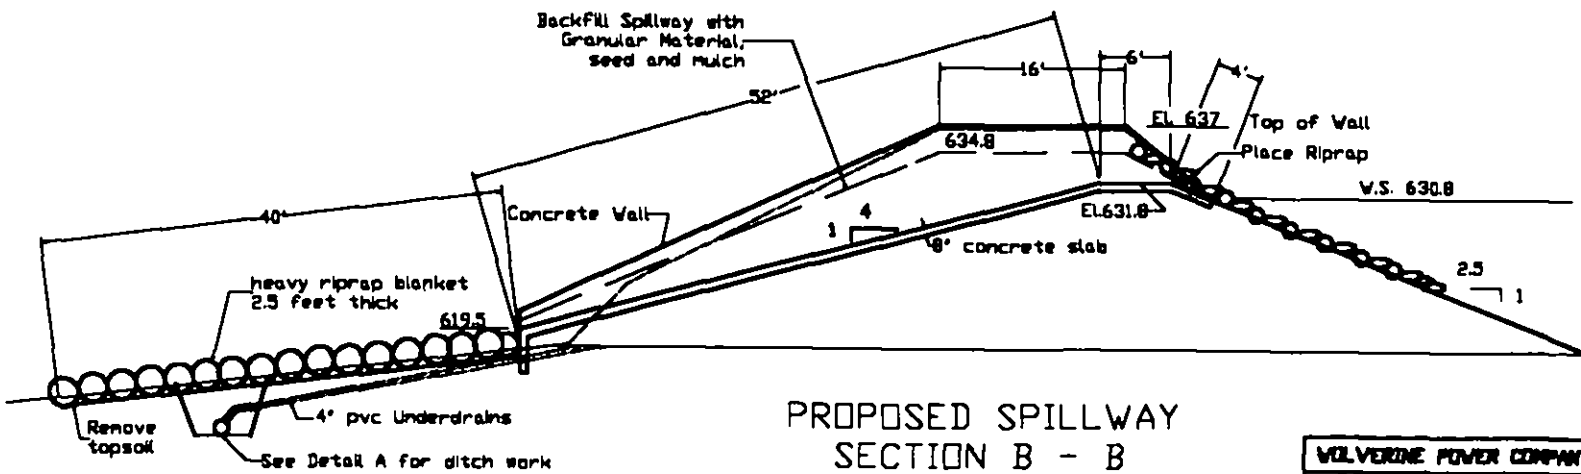 Backfill Spillway with
Granular Material,
seed and mulch
16'
6'
4'
52'
EL 637
Top of Wall
634.8
Place Riprap
W.S. 630.8
40'
Concrete Wall
4
1
EL.631.8
8" concrete slab
heavy riprap blanket
2.5 feet thick
2.5
1
619.5
4" pvc Underdrains
Remove
topsoil
See Detail A for ditch work
PROPOSED SPILLWAY
SECTION B - B
WOLVERINE POWER COMPAN